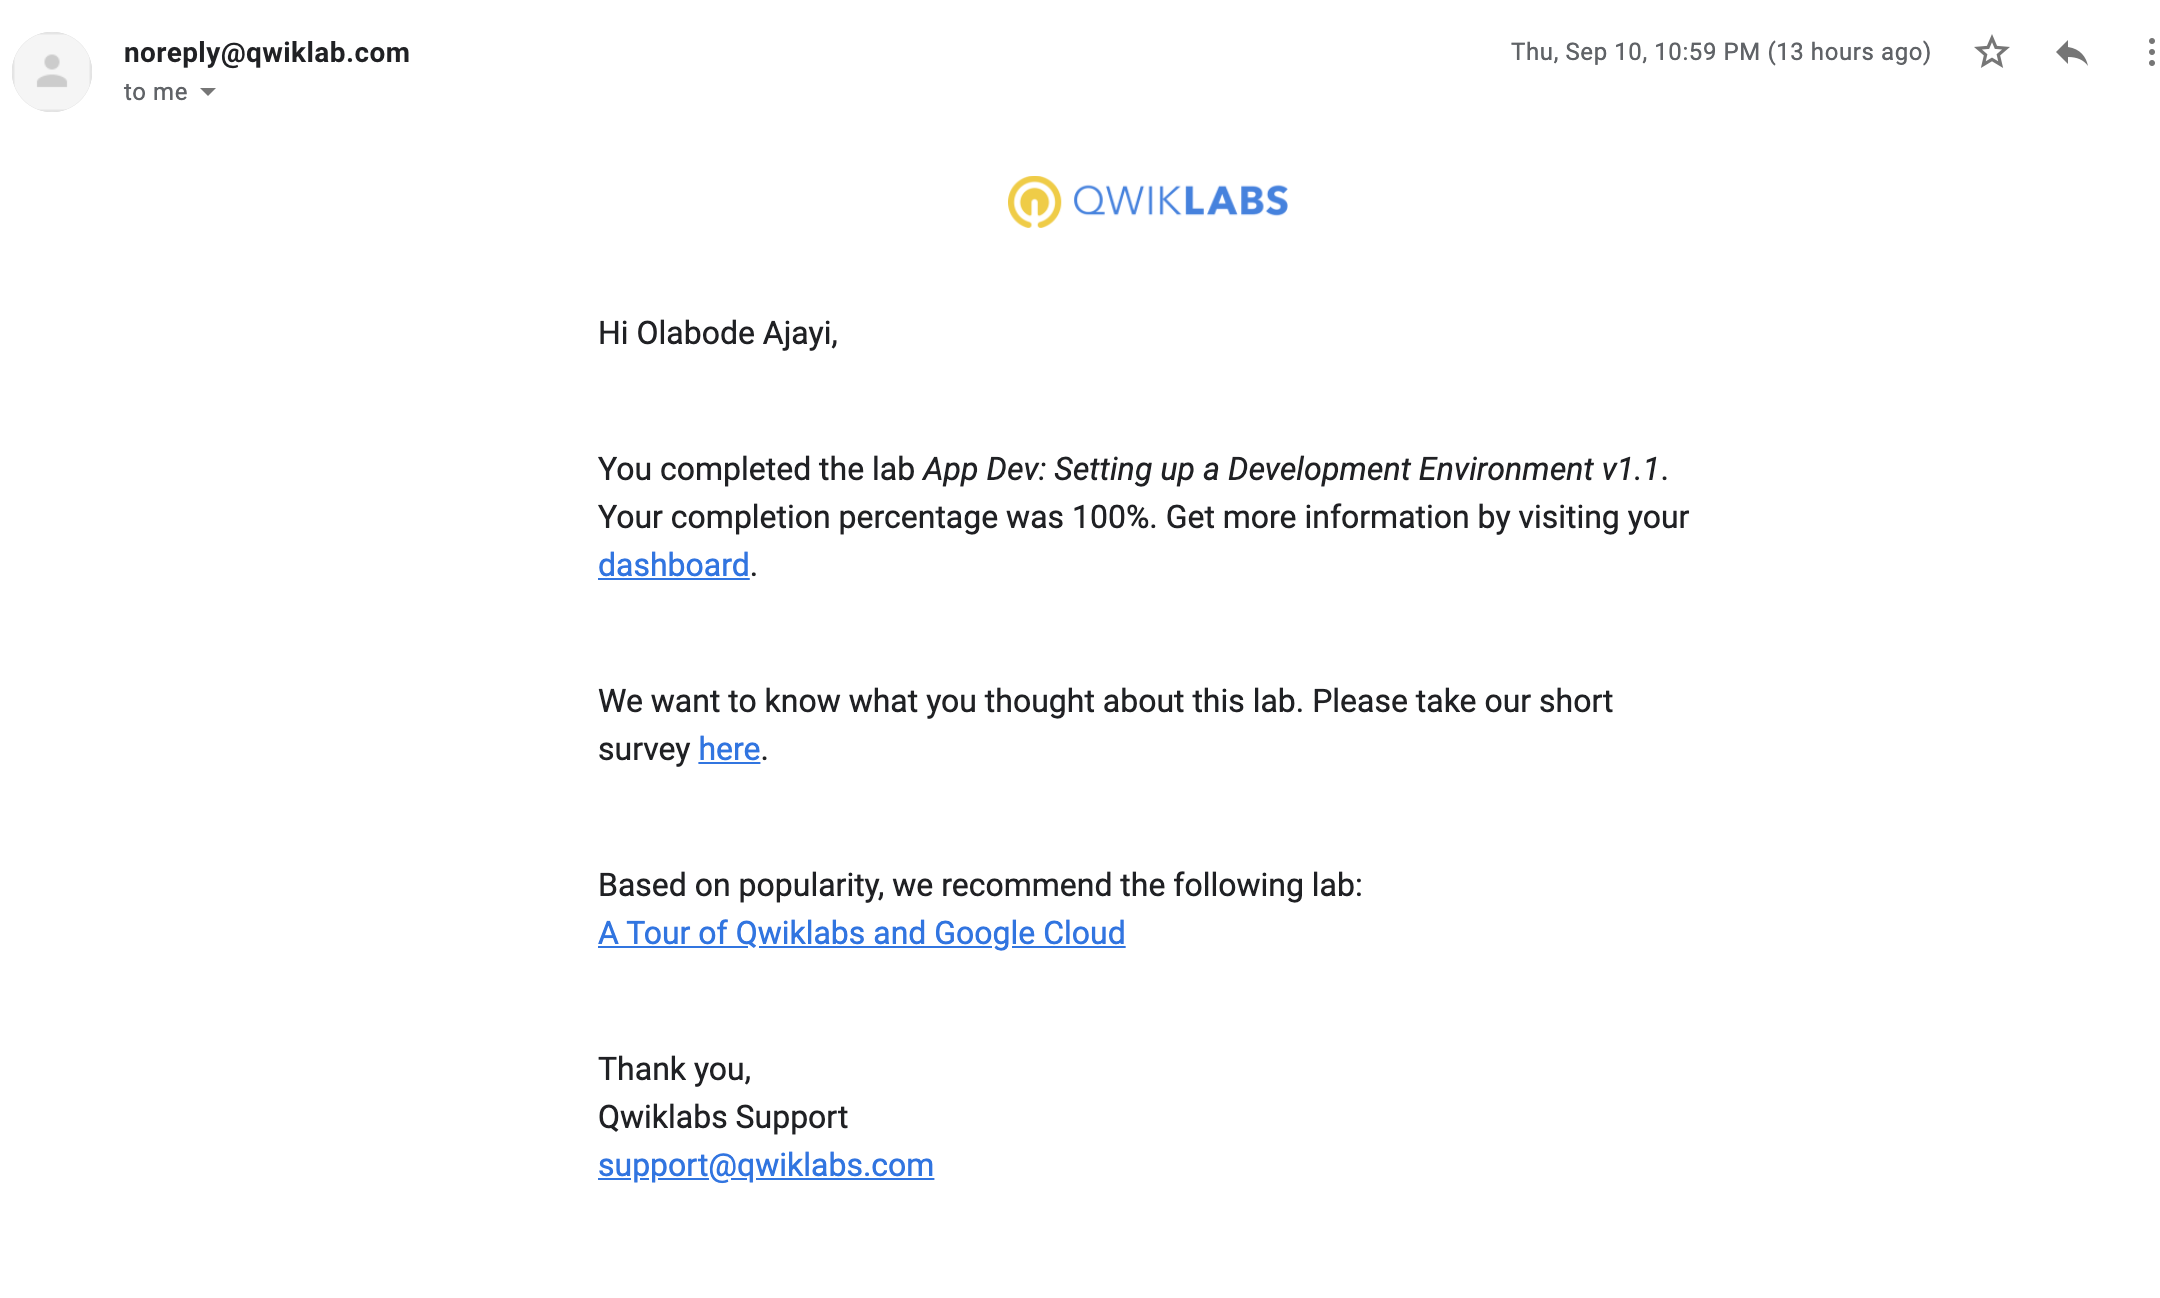 noreply@qwiklab.com
Thu, Sep 10, 10:59 PM (13 hours ago)
to me
QWIKLABS
Hi Olabode Ajayi,
You completed the lab App Dev: Setting up a Development Environment v1.1.
Your completion percentage was 100%. Get more information by visiting your
dashboard.
We want to know what you thought about this lab. Please take our short
survey here.
Based on popularity, we recommend the following lab:
A Tour of Qwiklabs and Google Cloud
Thank you,
Qwiklabs Support
support@qwiklabs.com